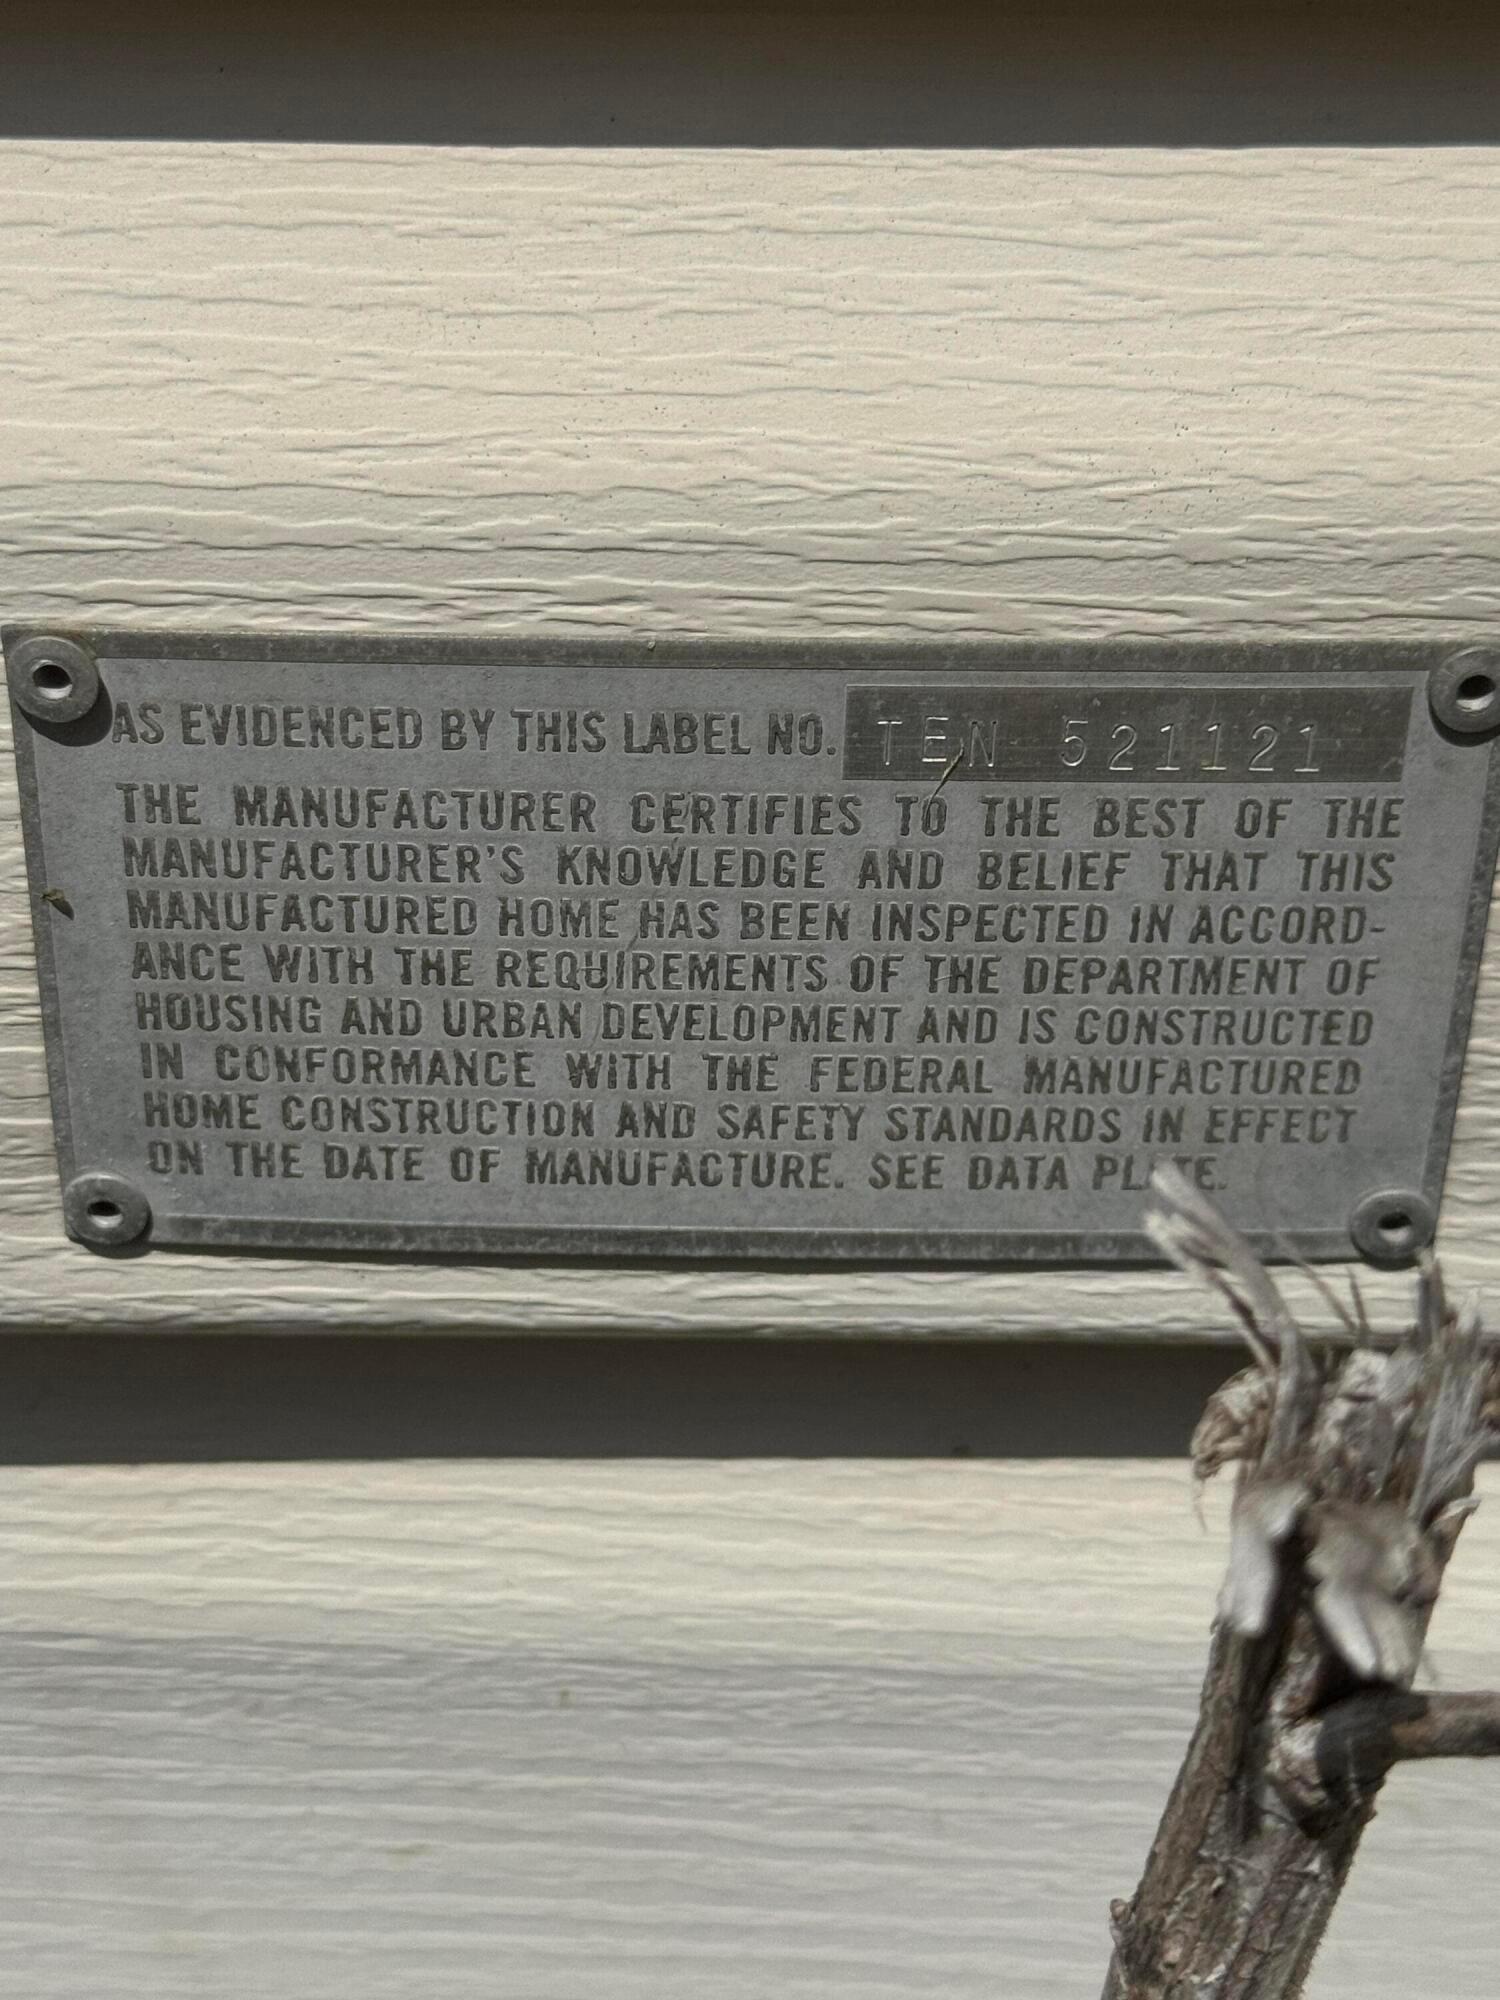 AS EVIDENCED BY THIS LABEL NO. TEN 521121
THE MANUFACTURER CERTIFIES TO THE BEST OF THE
MANUFACTURER'S KNOWLEDGE AND BELIEF THAT THIS
MANUFACTURED HOME HAS BEEN INSPECTED IN ACCORD-
ANCE WITH THE REQUIREMENTS OF THE DEPARTMENT OF
HOUSING AND URBAN DEVELOPMENT AND IS CONSTRUCTED
IN CONFORMANCE WITH THE FEDERAL MANUFACTURED
HOME CONSTRUCTION AND SAFETY STANDARDS IN EFFECT
ON THE DATE OF MANUFACTURE. SEE DATA PLATE.